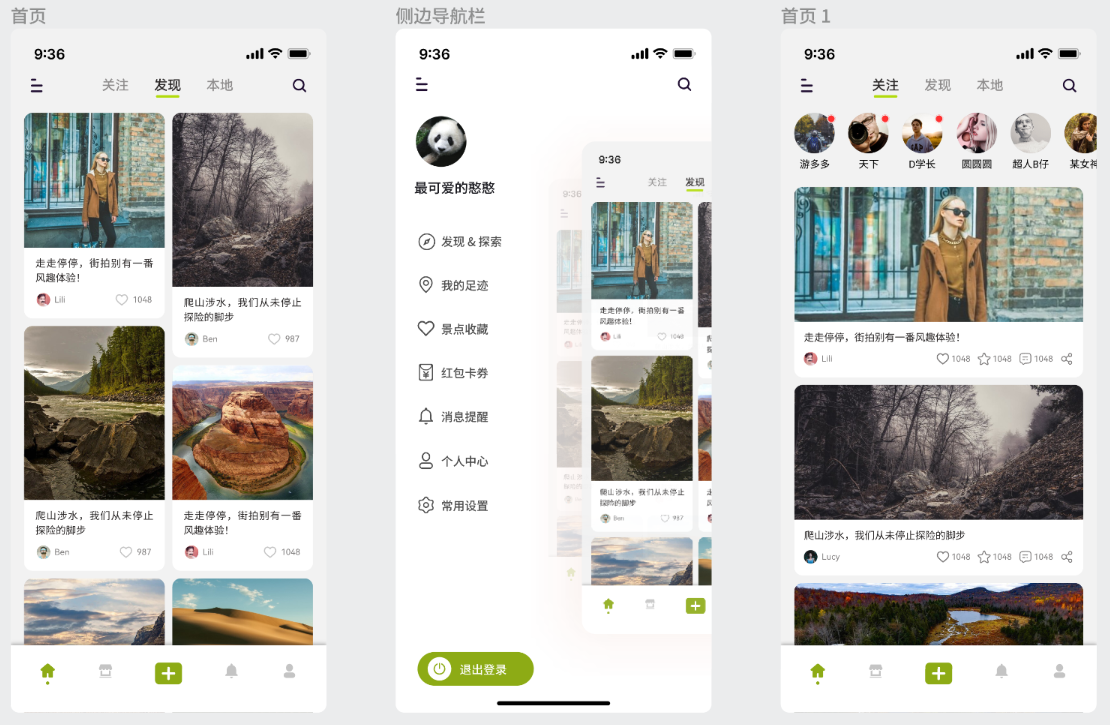 首页
9:36
关注 发现 本地
走走停停，街拍别有一番
风趣体验！
Lili 1048
爬山涉水，我们从未停止
探险的脚步
Ben 987
爬山涉水，我们从未停止
探险的脚步
Ben 987
走走停停，街拍别有一番
风趣体验！
Lili 1048
侧边导航栏
9:36
最可爱的憨憨
发现 & 探索
我的足迹
景点收藏
红包卡券
消息提醒
个人中心
常用设置
退出登录
9:36
9:36
关注 发现
走走停停，街拍别有一番
风趣体验！
Lili 1048
爬山涉水，我们从未停止
探险的脚步
Ben 987
首页 1
9:36
关注 发现 本地
游多多 天下 D学长 圆圆圆 超人B仔 某女神
走走停停，街拍别有一番风趣体验！
Lili 1048 1048 1048
爬山涉水，我们从未停止探险的脚步
Lucy 1048 1048 1048